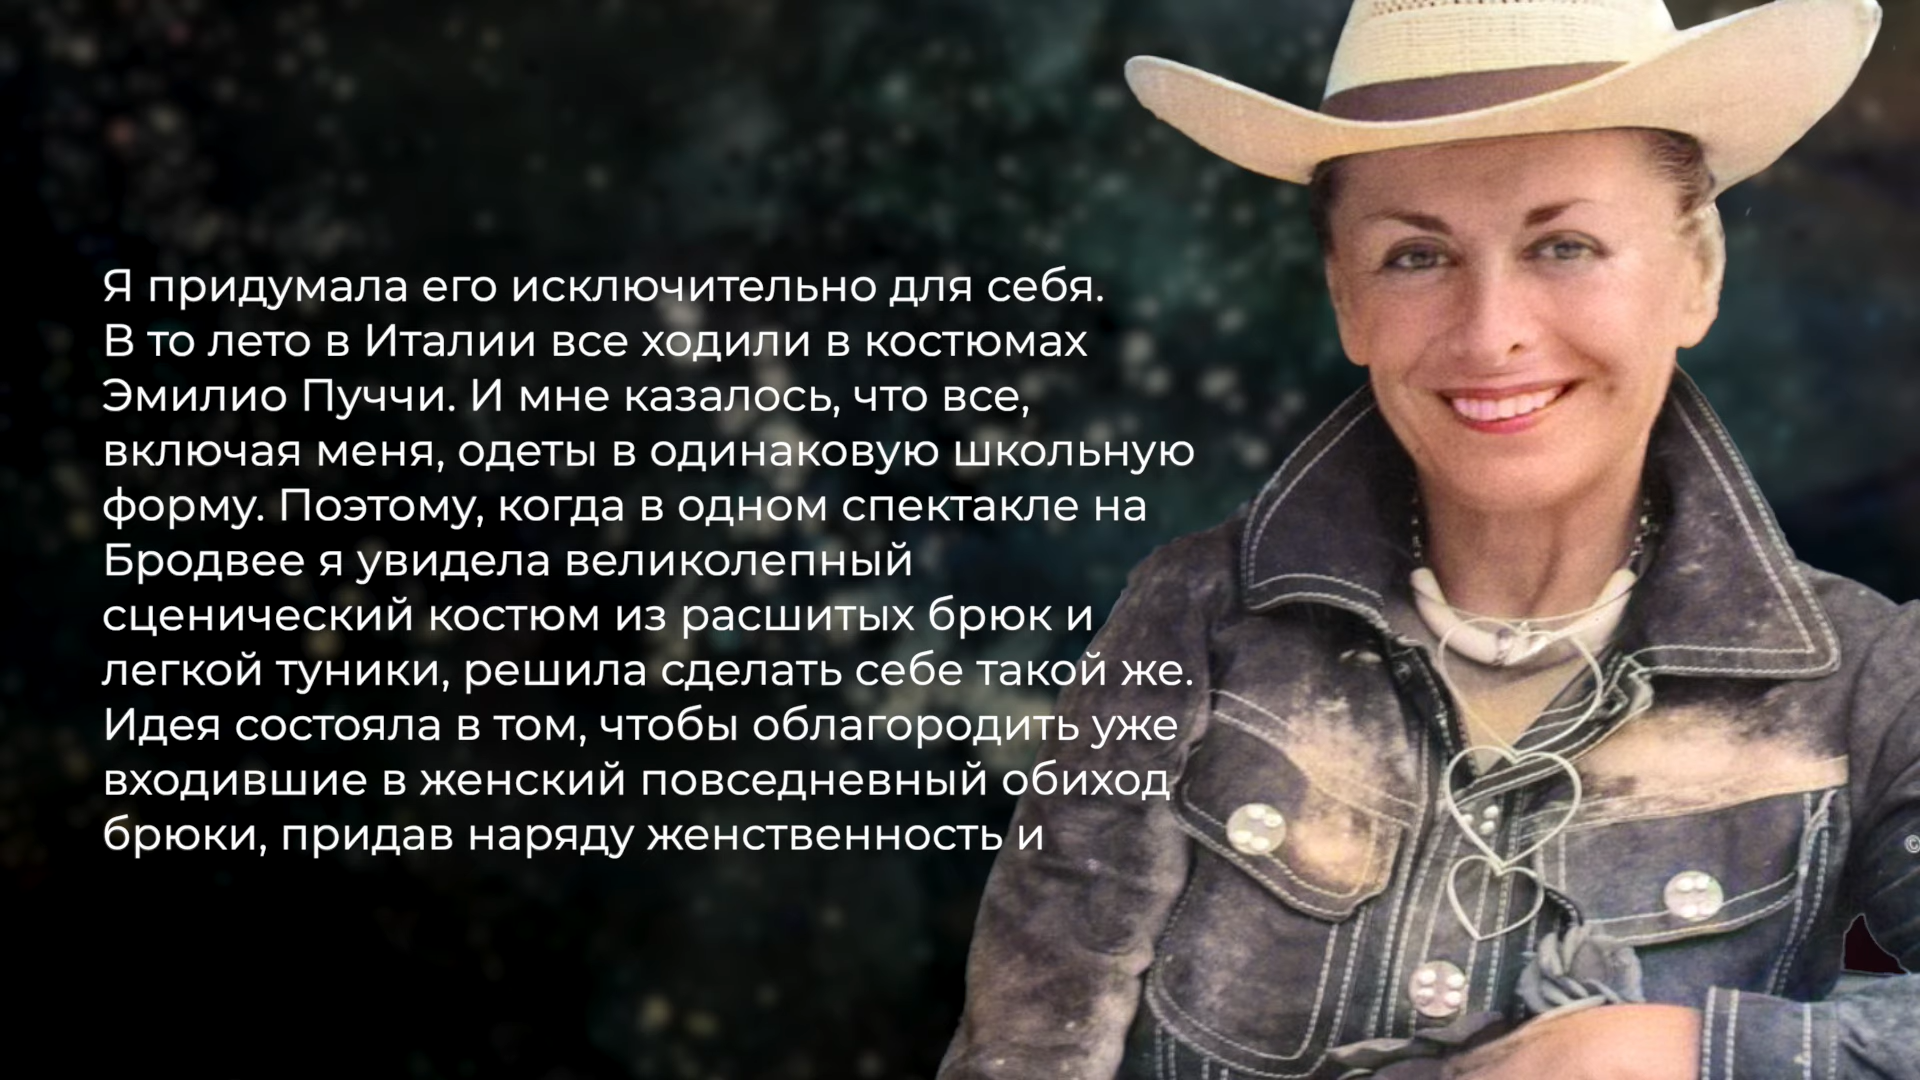 Я придумала его исключительно для себя.
В то лето в Италии все ходили в костюмах
Эмилио Пуччи. И мне казалось, что все,
включая меня, одеты в одинаковую школьную
форму. Поэтому, когда в одном спектакле на
Бродвее я увидела великолепный
сценический костюм из расшитых брюк и
легкой туники, решила сделать себе такой же.
Идея состояла в том, чтобы облагородить уже
входившие в женский повседневный обиход
брюки, придав наряду женственность и
©